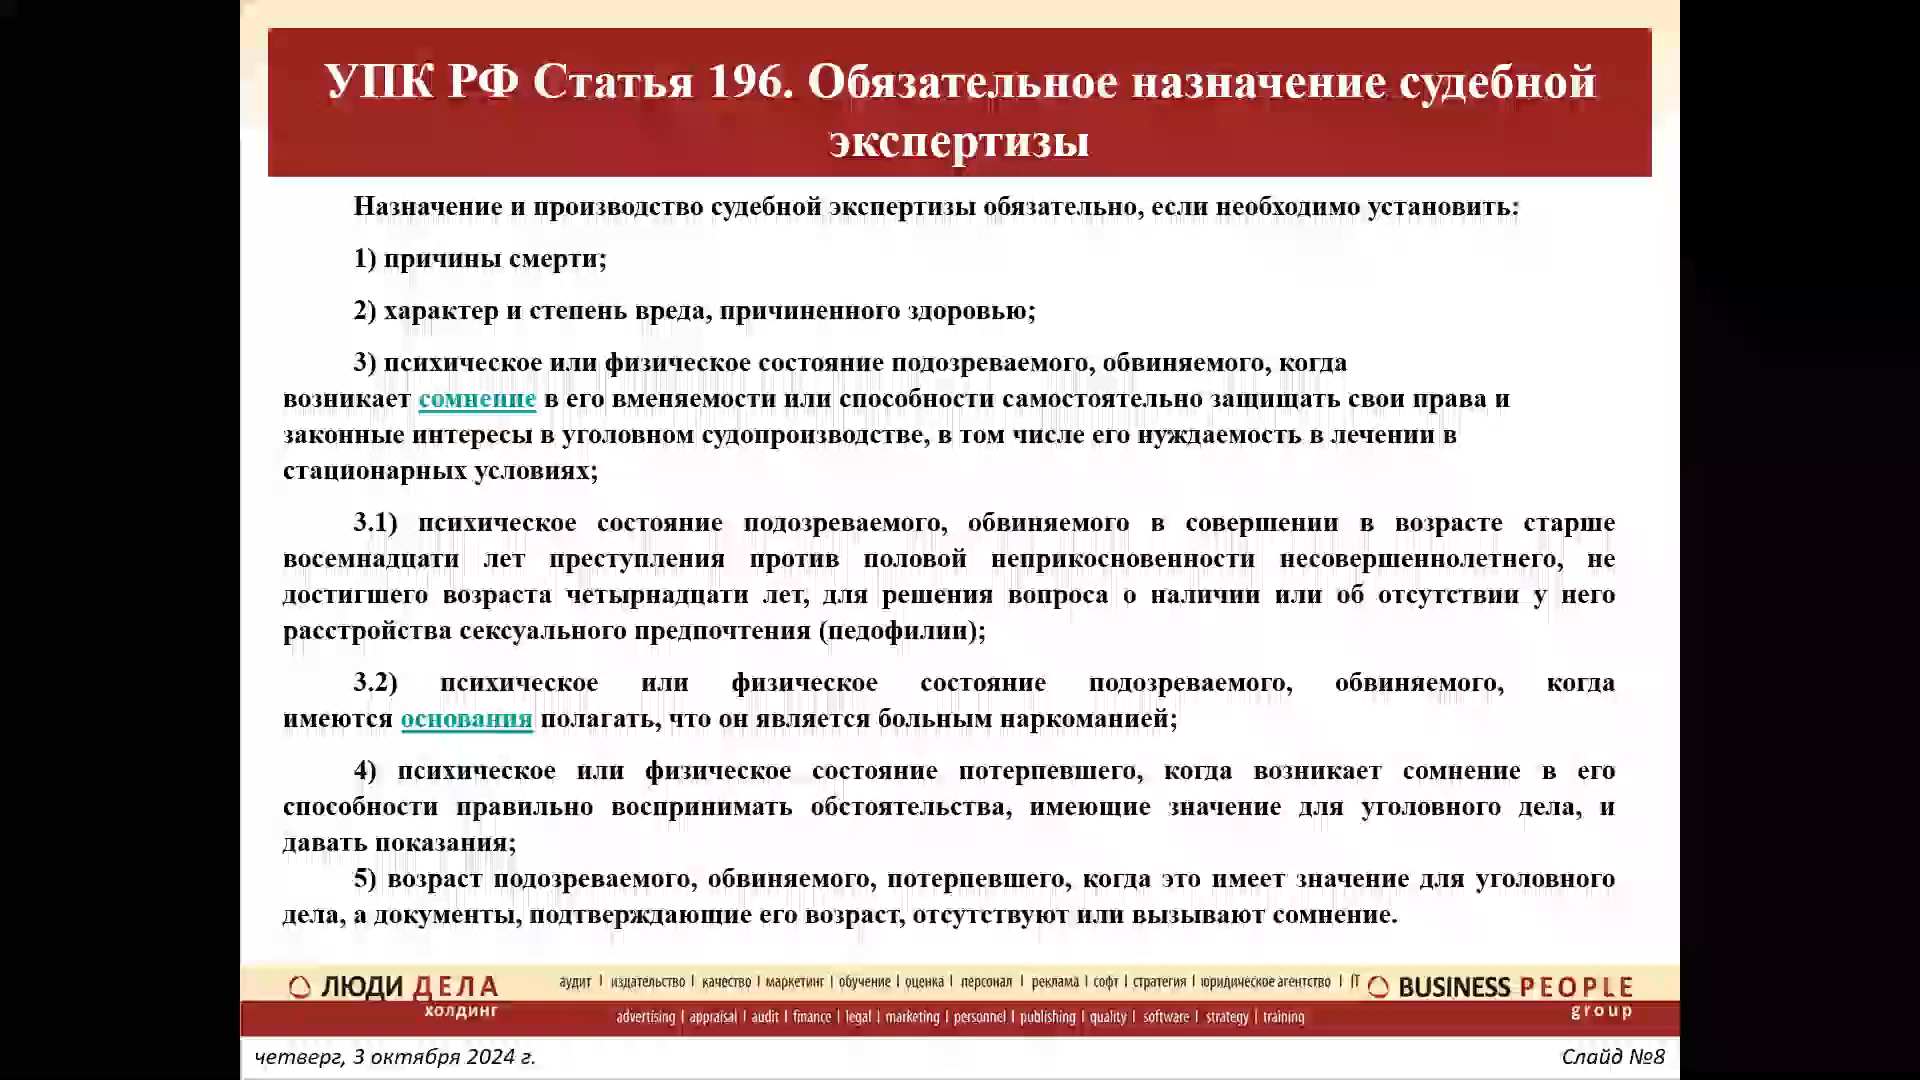 УПК РФ Статья 196. Обязательное назначение судебной
экспертизы
Назначение и производство судебной экспертизы обязательно, если необходимо установить:
1) причины смерти;
2) характер и степень вреда, причиненного здоровью;
3) психическое или физическое состояние подозреваемого, обвиняемого, когда
возникает сомнение в его вменяемости или способности самостоятельно защищать свои права и
законные интересы в уголовном судопроизводстве, в том числе его нуждаемость в лечении в
стационарных условиях;
3.1) психическое состояние подозреваемого, обвиняемого в совершении в возрасте старше
восемнадцати лет преступления против половой неприкосновенности несовершеннолетнего, не
достигшего возраста четырнадцати лет, для решения вопроса о наличии или об отсутствии у него
расстройства сексуального предпочтения (педофилии);
3.2) психическое или физическое состояние подозреваемого, обвиняемого, когда
имеются основания полагать, что он является больным наркоманией;
4) психическое или физическое состояние потерпевшего, когда возникает сомнение в его
способности правильно воспринимать обстоятельства, имеющие значение для уголовного дела, и
давать показания;
5) возраст подозреваемого, обвиняемого, потерпевшего, когда это имеет значение для уголовного
дела, а документы, подтверждающие его возраст, отсутствуют или вызывают сомнение.
ЛЮДИ ДЕЛА
холдинг
аудит | издательство | качество | маркетинг | обучение | оценка | персонал | реклама | софт | стратегия | юридическое агентство | IT
advertising | appraisal | audit | finance | legal | marketing | personnel | publishing | quality | software | strategy | training
BUSINESS PEOPLE
group
четверг, 3 октября 2024 г.
Слайд №8